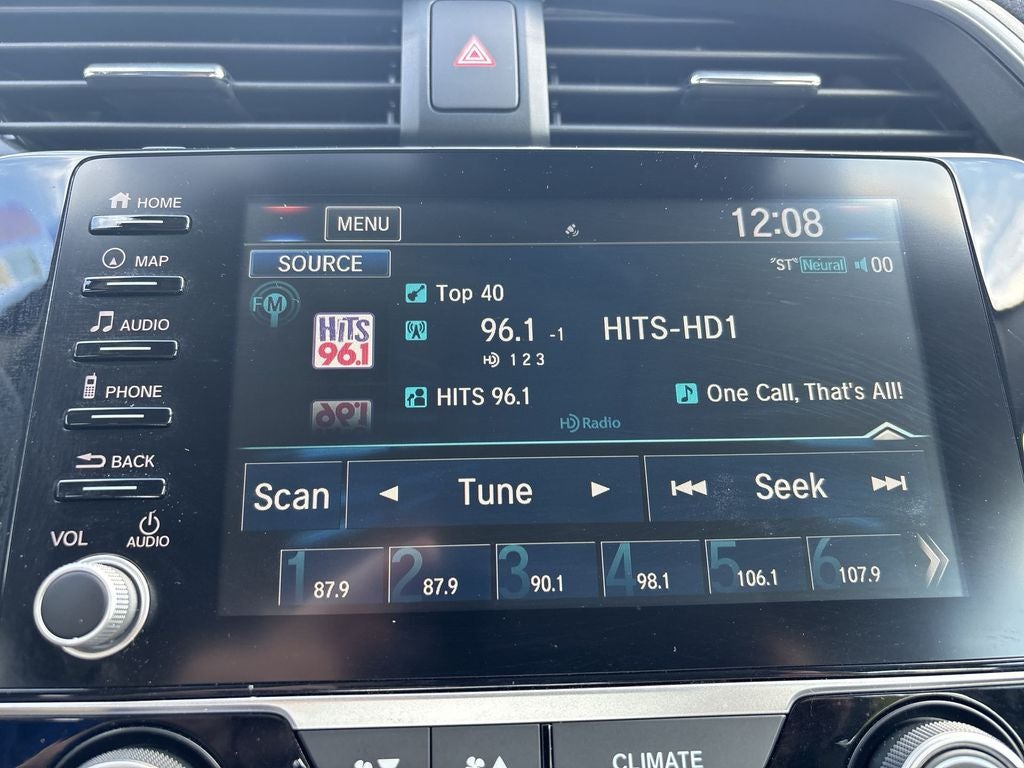 HOME
MENU
12:08
MAP
SOURCE
"ST" Neural 00
AUDIO
FM
Top 40
HITS
96.1
96.1 -1 HITS-HD1
HD 1 2 3
PHONE
HITS 96.1
One Call, That's All!
HD Radio
BACK
Scan
Tune
Seek
VOL
AUDIO
1 87.9
2 87.9
3 90.1
4 98.1
5 106.1
6 107.9
CLIMATE